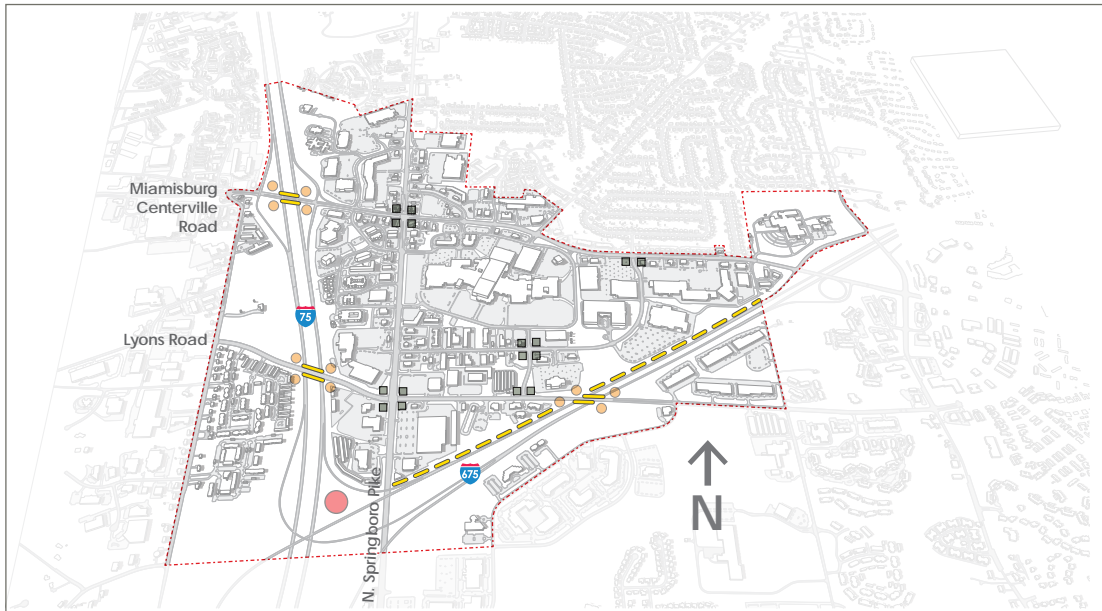 Miamisburg
Centerville
Road
75
Lyons Road
675
N. Springboro Pike
N